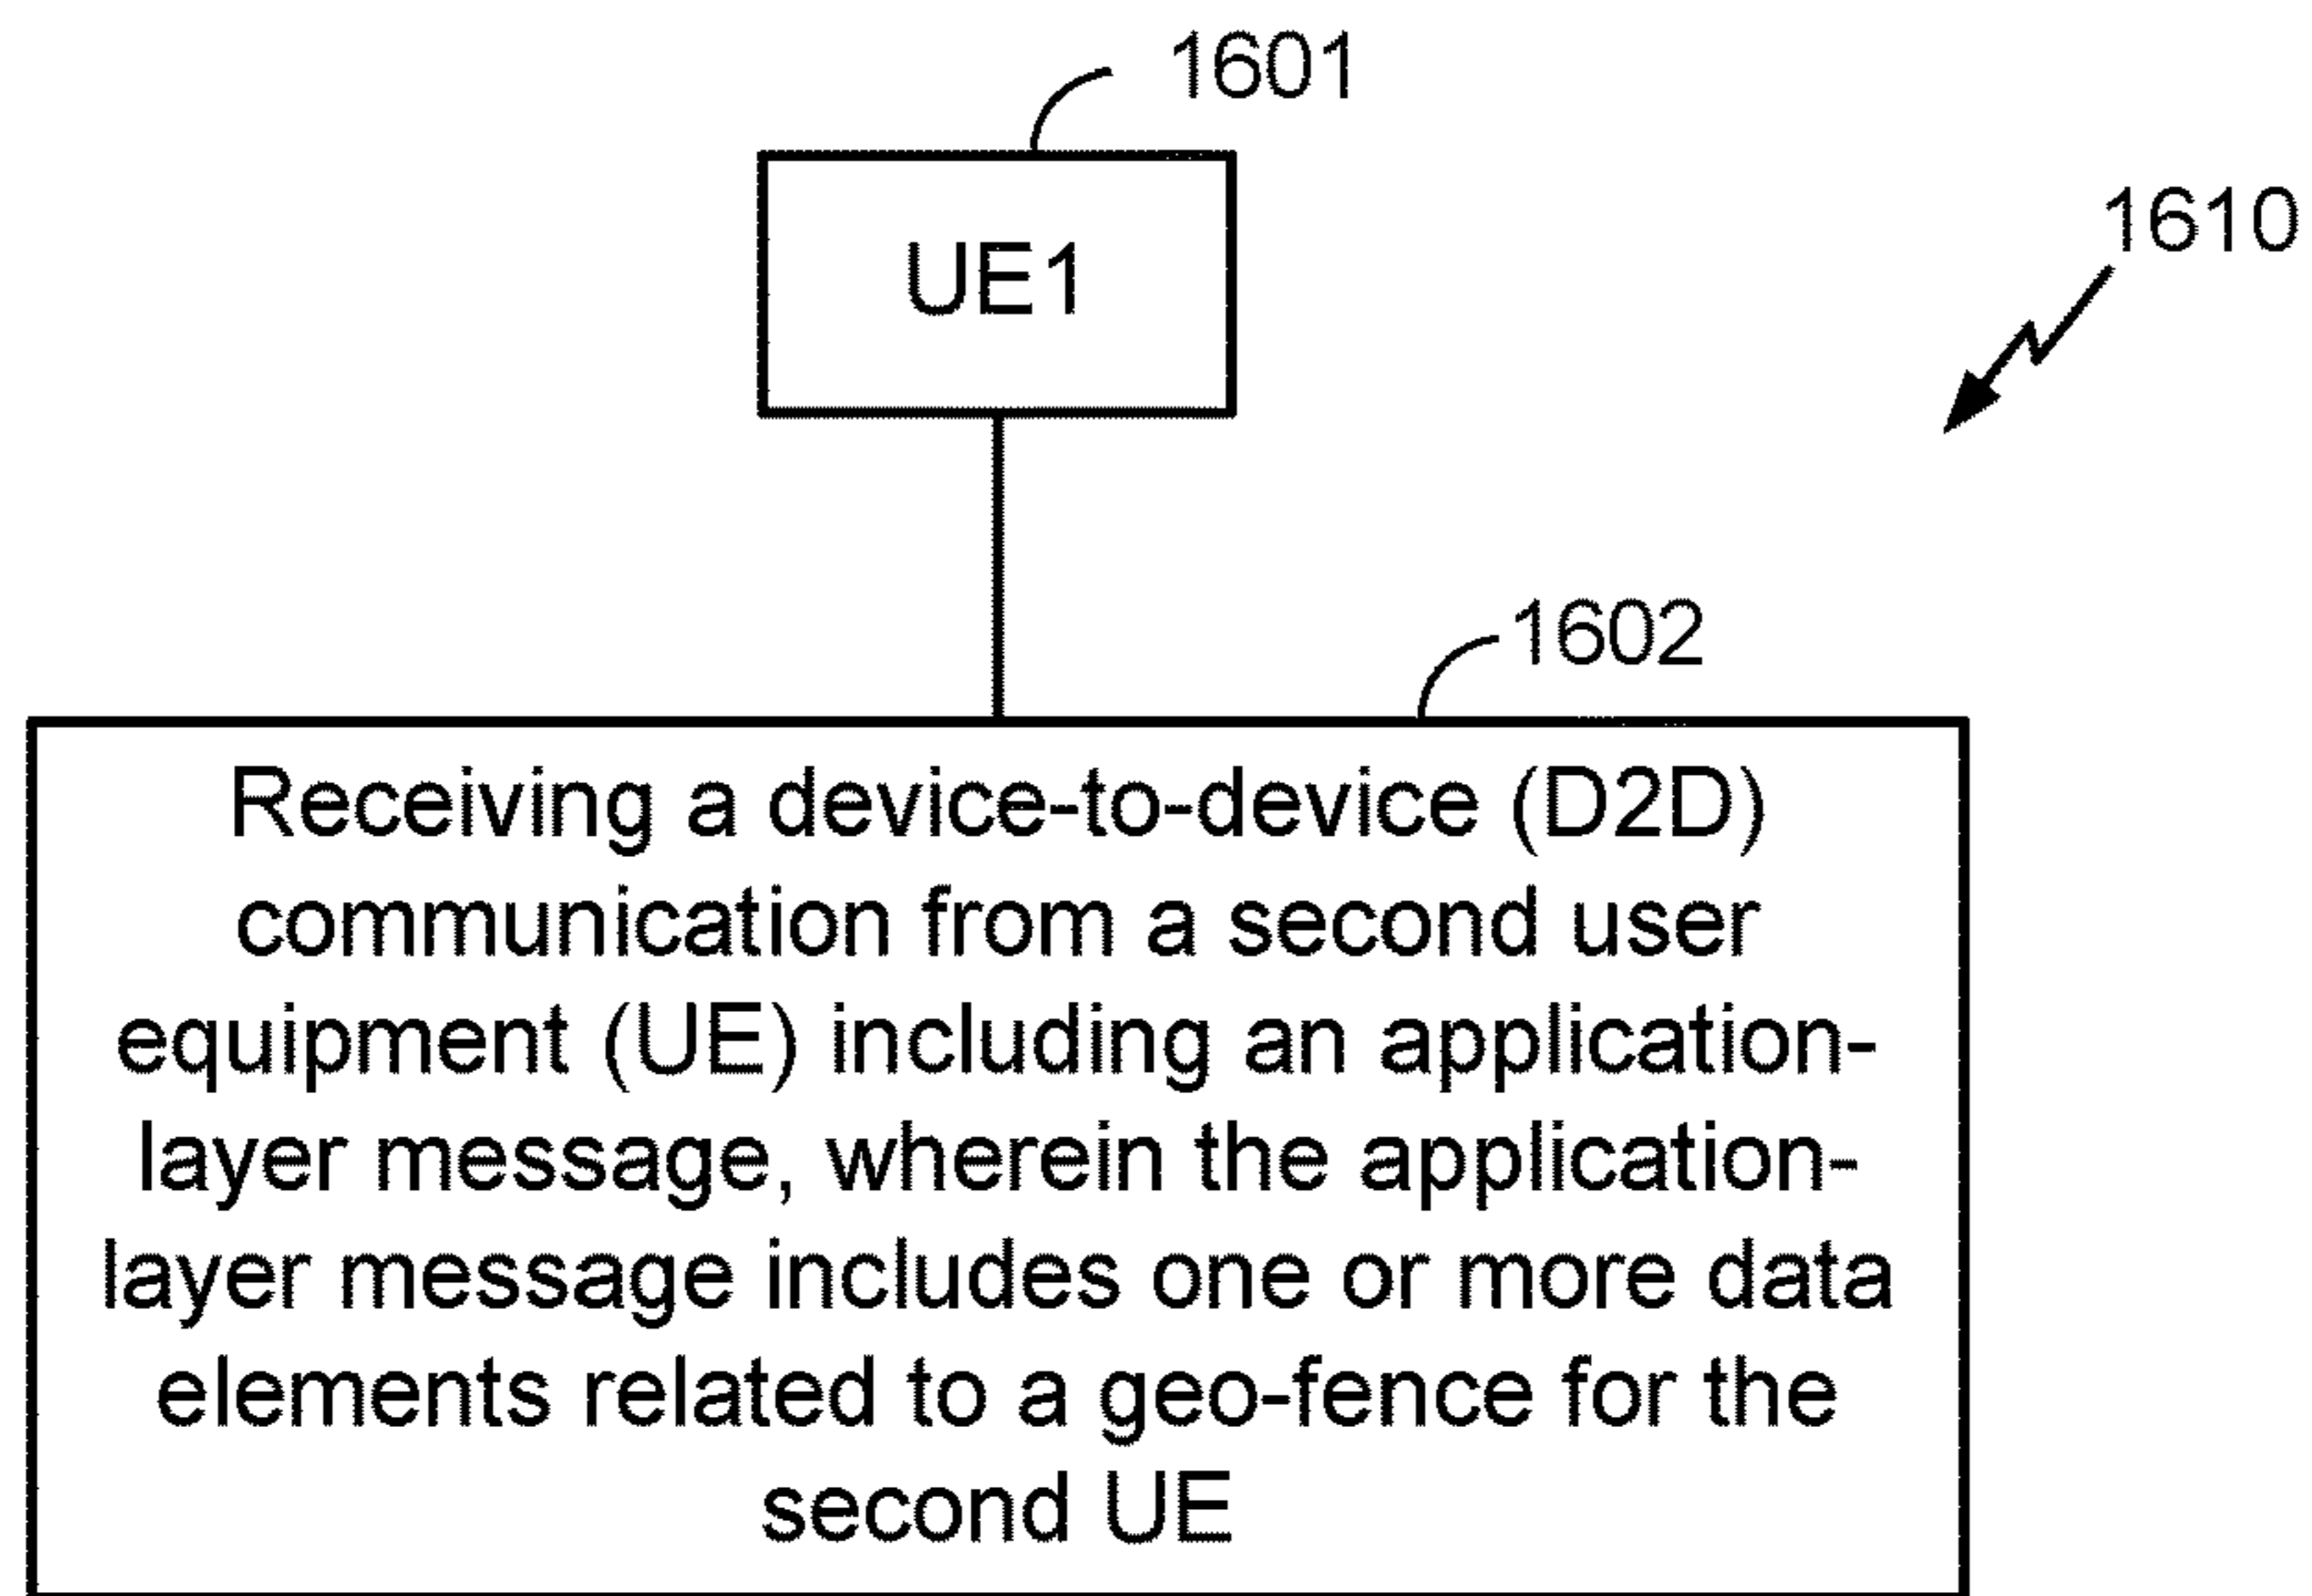 1601
UE1
1610
1602
Receiving a device-to-device (D2D)
communication from a second user
equipment (UE) including an application-
layer message, wherein the application-
layer message includes one or more data
elements related to a geo-fence for the
second UE